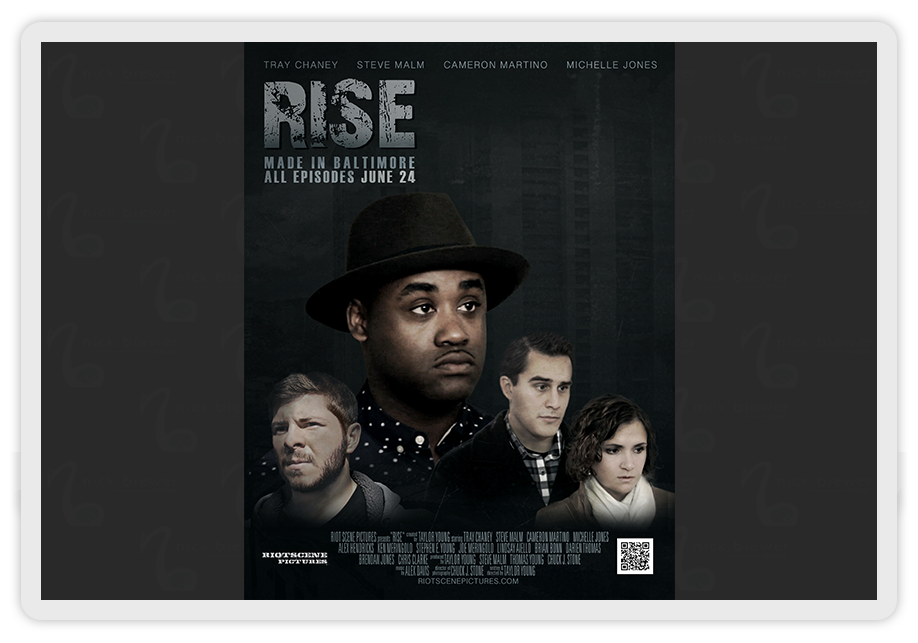 TRAY CHANEY STEVE MALM CAMERON MARTINO MICHELLE JONES
RISE
MADE IN BALTIMORE
ALL EPISODES JUNE 24
RIOT SCENE PICTURES presents "RISE" created by TAYLOR YOUNG starring TRAY CHANEY STEVE MALM CAMERON MARTINO MICHELLE JONES
ALEX HENDRICKS KEN MERINGOLO STEPHEN E. YOUNG JOE MERINGOLO LINDSAY AIELLO BRIAN BONN DARIEN THOMAS
BRENDAN JONES CHRIS CLARKE produced by TAYLOR YOUNG STEVE MALM THOMAS YOUNG CHUCK J. STONE
music by ALEX DAVIS director of photography CHUCK J. STONE written & directed by TAYLOR YOUNG
RIOTSCENE
PICTURES
RIOTSCENEPICTURES.COM